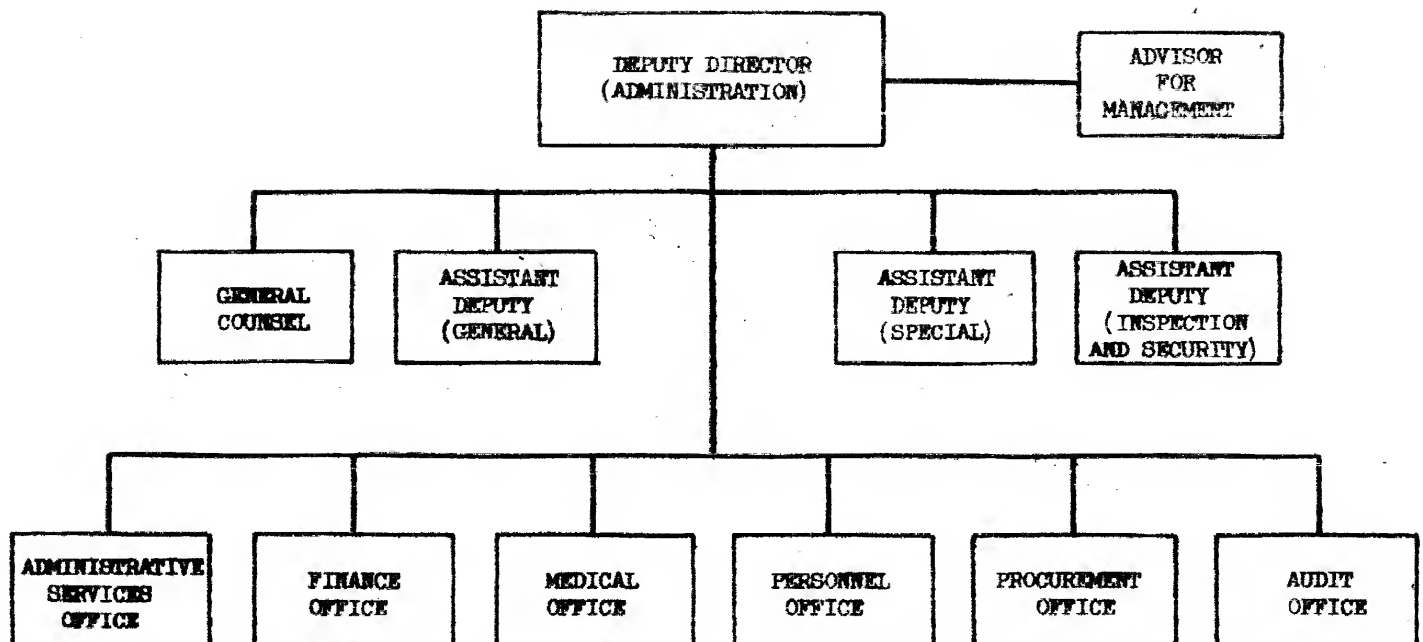 DEPUTY DIRECTOR
(ADMINISTRATION)
ADVISOR
FOR
MANAGEMENT
GENERAL
COUNSEL
ASSISTANT
DEPUTY
(GENERAL)
ASSISTANT
DEPUTY
(SPECIAL)
ASSISTANT
DEPUTY
(INSPECTION
AND SECURITY)
ADMINISTRATIVE
SERVICES
OFFICE
FINANCE
OFFICE
MEDICAL
OFFICE
PERSONNEL
OFFICE
PROCUREMENT
OFFICE
AUDIT
OFFICE